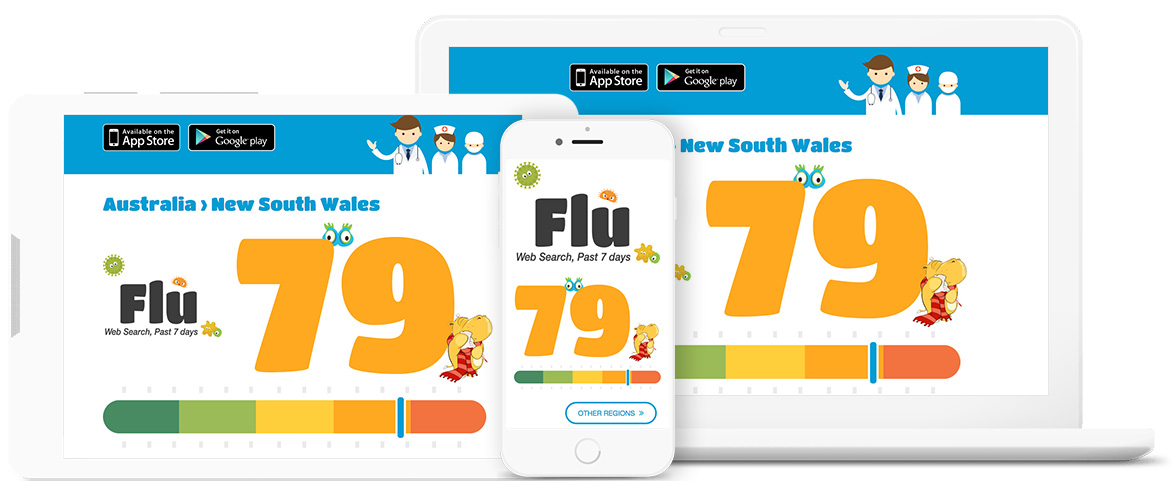 Available on the
App Store
Get it on
Google play
Australia › New South Wales
79
Flu
Web Search, Past 7 days
Flu
Web Search, Past 7 days
79
OTHER REGIONS »
Available on the
App Store
Get it on
Google play
› New South Wales
79